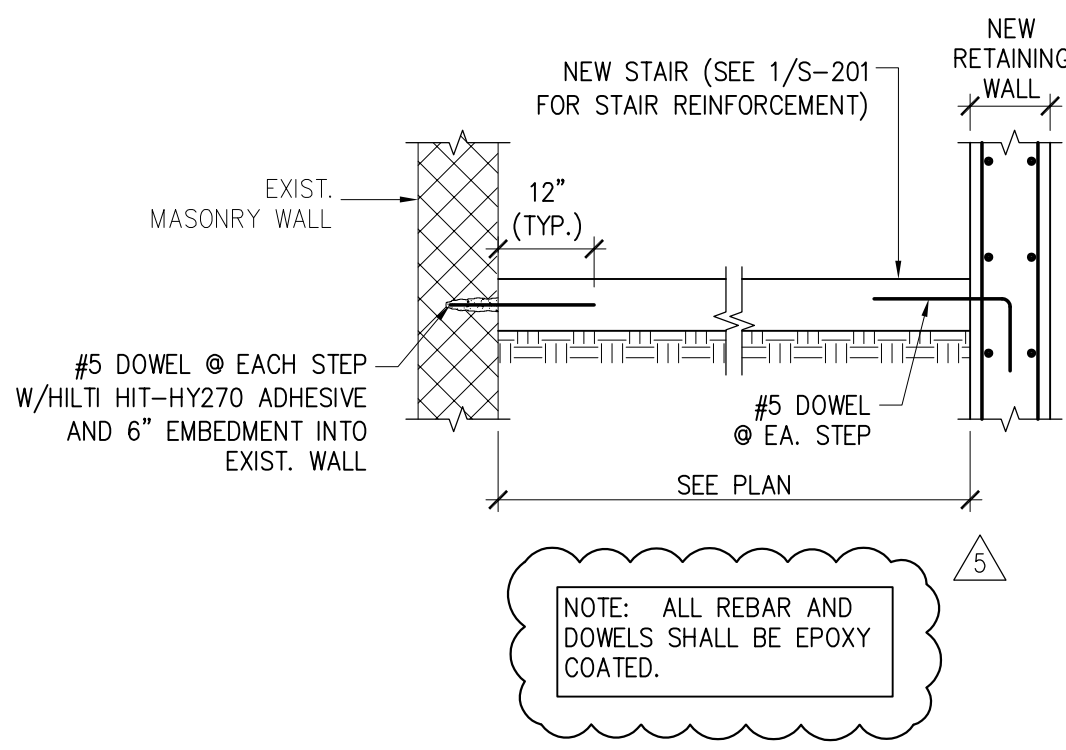 NEW
RETAINING
WALL
NEW STAIR (SEE 1/S-201
FOR STAIR REINFORCEMENT)
EXIST.
MASONRY WALL
12"
(TYP.)
#5 DOWEL @ EACH STEP
W/HILTI HIT-HY270 ADHESIVE
AND 6" EMBEDMENT INTO
EXIST. WALL
#5 DOWEL
@ EA. STEP
SEE PLAN
5
NOTE: ALL REBAR AND
DOWELS SHALL BE EPOXY
COATED.